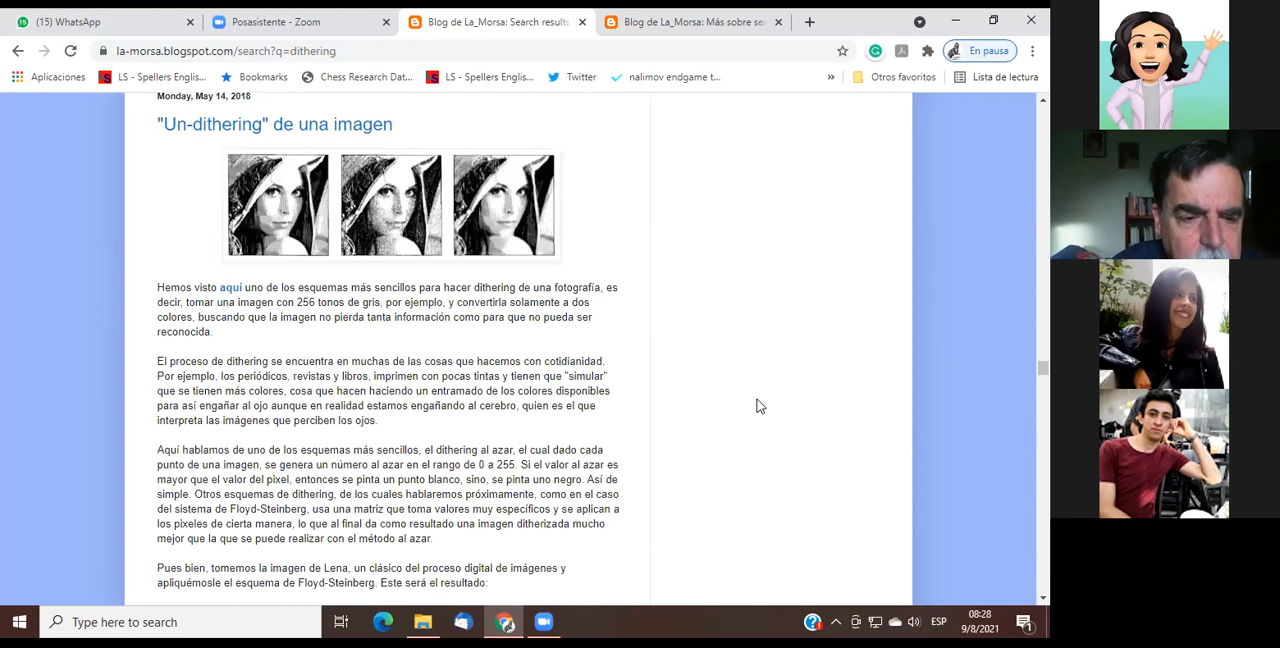 (15) WhatsApp
Posasistente - Zoom
Blog de La_Morsa: Search results
Blog de La_Morsa: Más sobre ser
la-morsa.blogspot.com/search?q=dithering
En pausa
Aplicaciones
LS - Spellers Englis...
Bookmarks
Chess Research Dat...
LS - Spellers Englis...
Twitter
nalimov endgame t...
»
Otros favoritos
Lista de lectura
Monday, May 14, 2018
"Un-dithering" de una imagen
Hemos visto aquí uno de los esquemas más sencillos para hacer dithering de una fotografía, es
decir, tomar una imagen con 256 tonos de gris, por ejemplo, y convertirla solamente a dos
colores, buscando que la imagen no pierda tanta información como para que no pueda ser
reconocida.
El proceso de dithering se encuentra en muchas de las cosas que hacemos con cotidianidad.
Por ejemplo, los periódicos, revistas y libros, imprimen con pocas tintas y tienen que "simular"
que se tienen más colores, cosa que hacen haciendo un entramado de los colores disponibles
para así engañar al ojo aunque en realidad estamos engañando al cerebro, quien es el que
interpreta las imágenes que perciben los ojos.
Aquí hablamos de uno de los esquemas más sencillos, el dithering al azar, el cual dado cada
punto de una imagen, se genera un número al azar en el rango de 0 a 255. Si el valor al azar es
mayor que el valor del pixel, entonces se pinta un punto blanco, sino, se pinta uno negro. Así de
simple. Otros esquemas de dithering, de los cuales hablaremos próximamente, como en el caso
del sistema de Floyd-Steinberg, usa una matriz que toma valores muy específicos y se aplican a
los pixeles de cierta manera, lo que al final da como resultado una imagen ditherizada mucho
mejor que la que se puede realizar con el método al azar.
Pues bien, tomemos la imagen de Lena, un clásico del proceso digital de imágenes y
apliquémosle el esquema de Floyd-Steinberg. Este será el resultado:
Type here to search
ESP
08:28
9/8/2021
1